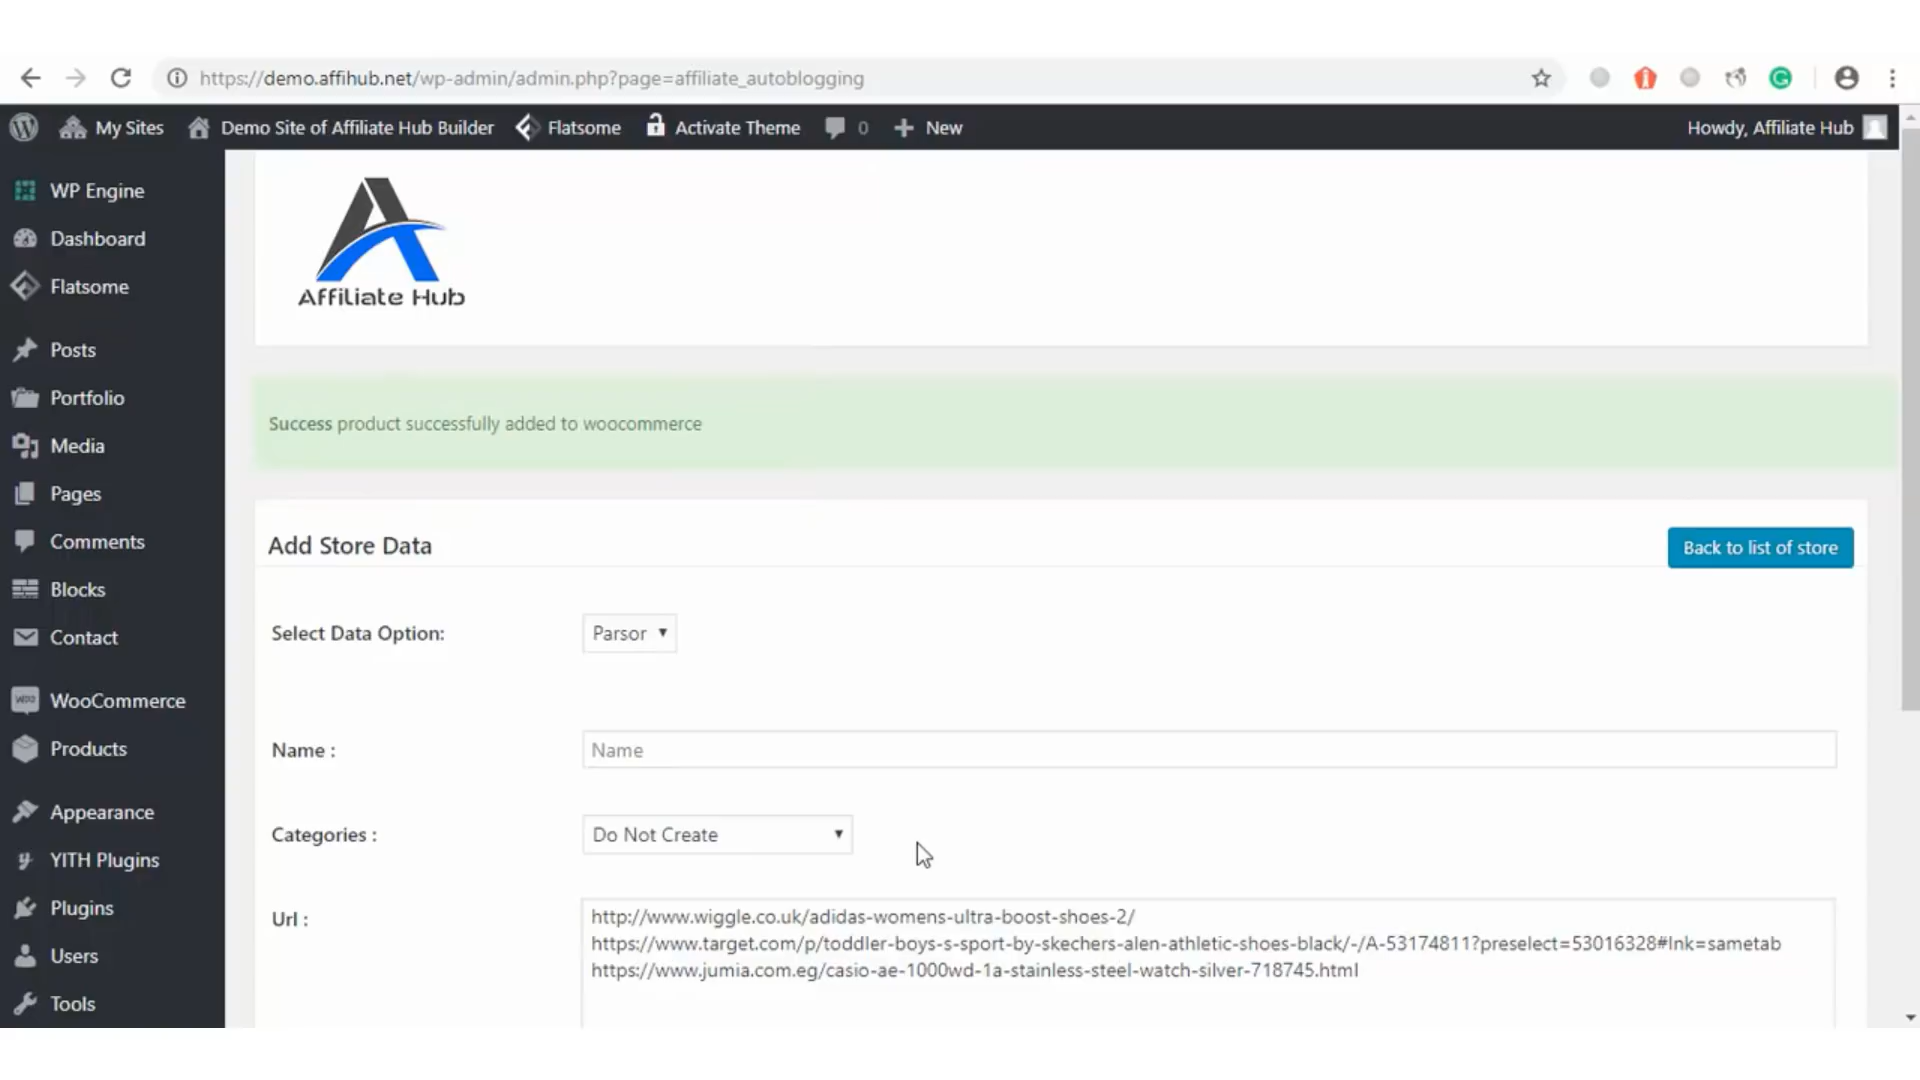 https://demo.affihub.net/wp-admin/admin.php?page=affiliate_autoblogging
My Sites
Demo Site of Affiliate Hub Builder
Flatsome
Activate Theme
0
New
Howdy, Affiliate Hub
WP Engine
Dashboard
Flatsome
Posts
Portfolio
Media
Pages
Comments
Blocks
Contact
WooCommerce
Products
Appearance
YITH Plugins
Plugins
Users
Tools
Affiliate Hub
Success product successfully added to woocommerce
Add Store Data
Back to list of store
Select Data Option:
Parsor
Name :
Name
Categories :
Do Not Create
Url :
http://www.wiggle.co.uk/adidas-womens-ultra-boost-shoes-2/
https://www.target.com/p/toddler-boys-s-sport-by-skechers-alen-athletic-shoes-black/-/A-53174811?preselect=53016328#lnk=sametab
https://www.jumia.com.eg/casio-ae-1000wd-1a-stainless-steel-watch-silver-718745.html